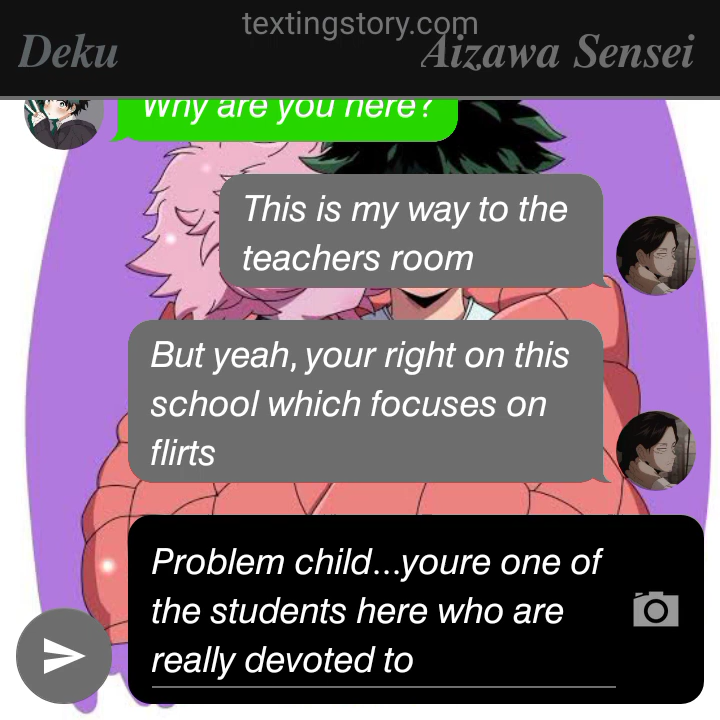 textingstory.com
Deku
Aizawa Sensei
Why are you here?
This is my way to the
teachers room
But yeah, your right on this
school which focuses on
flirts
Problem child...youre one of
the students here who are
really devoted to